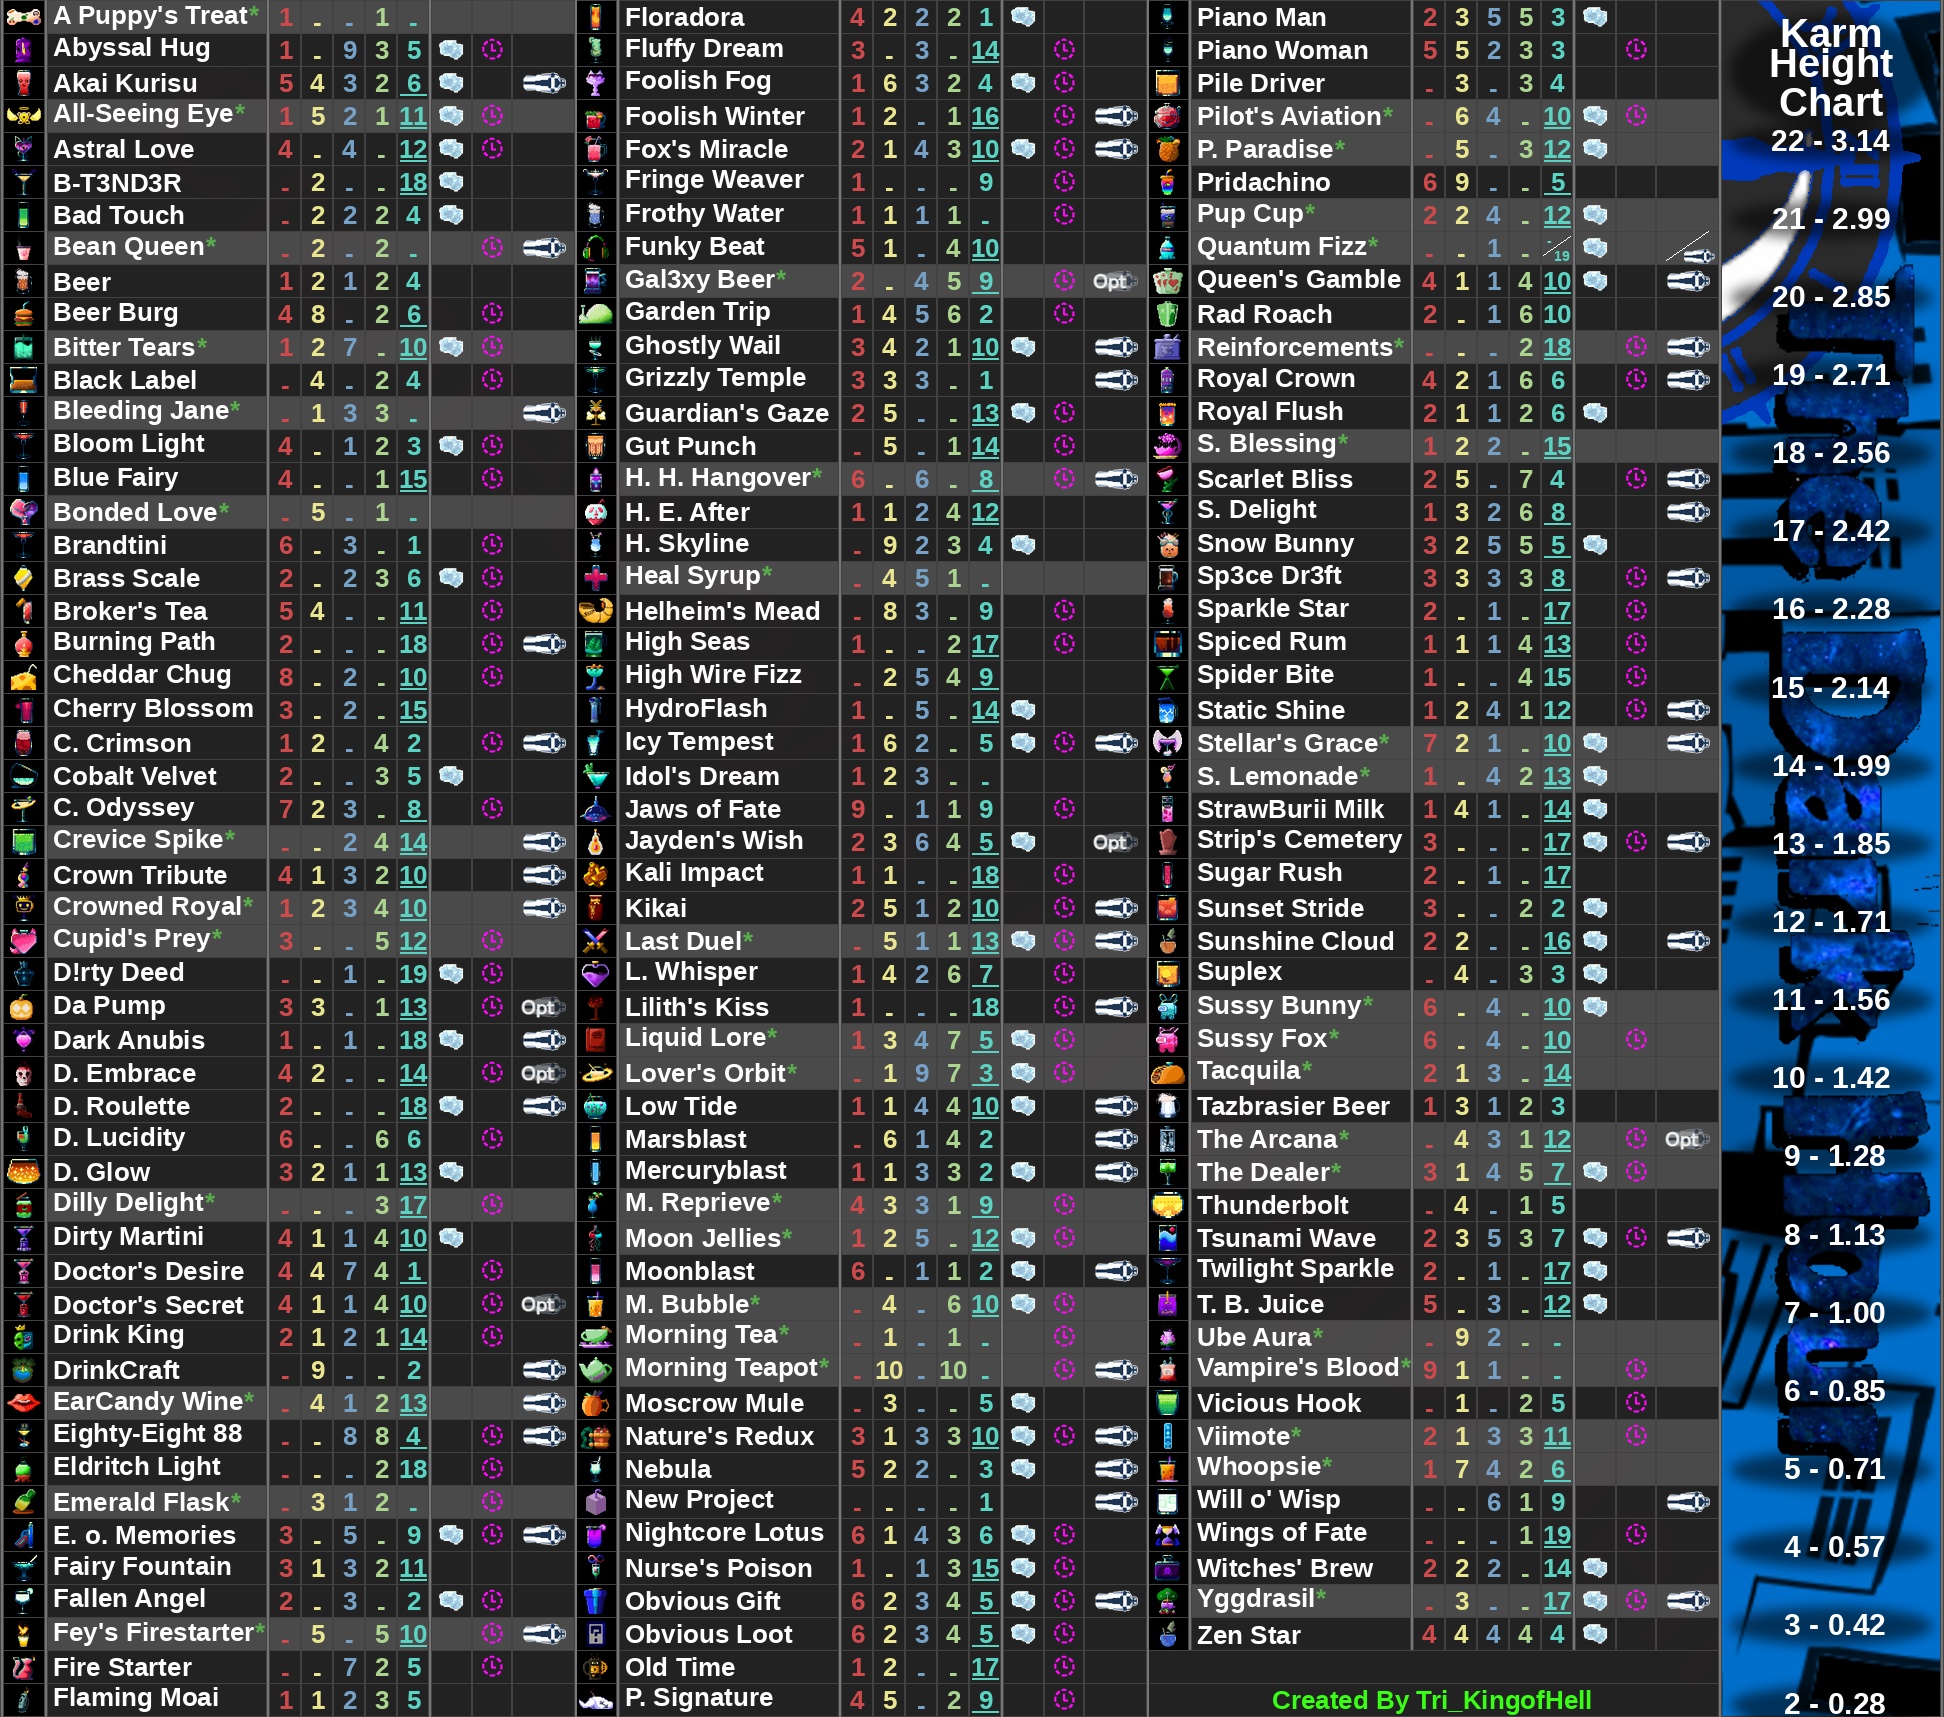 A Puppy's Treat* 1 - - 1 -
Abyssal Hug 1 - 9 3 5
Akai Kurisu 5 4 3 2 6
All-Seeing Eye* 1 5 2 1 11
Astral Love 4 - 4 - 12
B-T3ND3R - 2 - - 18
Bad Touch - 2 2 2 4
Bean Queen* - 2 - 2 -
Beer 1 2 1 2 4
Beer Burg 4 8 - 2 6
Bitter Tears* 1 2 7 - 10
Black Label - 4 - 2 4
Bleeding Jane* - 1 3 3 -
Bloom Light 4 - 1 2 3
Blue Fairy 4 - - 1 15
Bonded Love* - 5 - 1 -
Brandtini 6 - 3 - 1
Brass Scale 2 - 2 3 6
Broker's Tea 5 4 - - 11
Burning Path 2 - - - 18
Cheddar Chug 8 - 2 - 10
Cherry Blossom 3 - 2 - 15
C. Crimson 1 2 - 4 2
Cobalt Velvet 2 - - 3 5
C. Odyssey 7 2 3 - 8
Crevice Spike* - - 2 4 14
Crown Tribute 4 1 3 2 10
Crowned Royal* 1 2 3 4 10
Cupid's Prey* 3 - - 5 12
D!rty Deed - - 1 - 19
Da Pump 3 3 - 1 13 Opt
Dark Anubis 1 - 1 - 18
D. Embrace 4 2 - - 14 Opt
D. Roulette 2 - - - 18
D. Lucidity 6 - - 6 6
D. Glow 3 2 1 1 13
Dilly Delight* - - - 3 17
Dirty Martini 4 1 1 4 10
Doctor's Desire 4 4 7 4 1
Doctor's Secret 4 1 1 4 10 Opt
Drink King 2 1 2 1 14
DrinkCraft - 9 - - 2
EarCandy Wine* - 4 1 2 13
Eighty-Eight 88 - - 8 8 4
Eldritch Light - - - 2 18
Emerald Flask* - 3 1 2 -
E. o. Memories 3 - 5 - 9
Fairy Fountain 3 1 3 2 11
Fallen Angel 2 - 3 - 2
Fey's Firestarter* - 5 - 5 10
Fire Starter - - 7 2 5
Flaming Moai 1 1 2 3 5
Floradora 4 2 2 2 1
Fluffy Dream 3 - 3 - 14
Foolish Fog 1 6 3 2 4
Foolish Winter 1 2 - 1 16
Fox's Miracle 2 1 4 3 10
Fringe Weaver 1 - - - 9
Frothy Water 1 1 1 1 -
Funky Beat 5 1 - 4 10
Gal3xy Beer* 2 - 4 5 9 Opt
Garden Trip 1 4 5 6 2
Ghostly Wail 3 4 2 1 10
Grizzly Temple 3 3 3 - 1
Guardian's Gaze 2 5 - - 13
Gut Punch - 5 - 1 14
H. H. Hangover* 6 - 6 - 8
H. E. After 1 1 2 4 12
H. Skyline - 9 2 3 4
Heal Syrup* - 4 5 1 -
Helheim's Mead - 8 3 - 9
High Seas 1 - - 2 17
High Wire Fizz - 2 5 4 9
HydroFlash 1 - 5 - 14
Icy Tempest 1 6 2 - 5
Idol's Dream 1 2 3 - -
Jaws of Fate 9 - 1 1 9
Jayden's Wish 2 3 6 4 5 Opt
Kali Impact 1 1 - - 18
Kikai 2 5 1 2 10
Last Duel* - 5 1 1 13
L. Whisper 1 4 2 6 7
Lilith's Kiss 1 - - - 18
Liquid Lore* 1 3 4 7 5
Lover's Orbit* - 1 9 7 3
Low Tide 1 1 4 4 10
Marsblast - 6 1 4 2
Mercuryblast 1 1 3 3 2
M. Reprieve* 4 3 3 1 9
Moon Jellies* 1 2 5 - 12
Moonblast 6 - 1 1 2
M. Bubble* - 4 - 6 10
Morning Tea* - 1 - 1 -
Morning Teapot* - 10 - 10 -
Moscrow Mule - 3 - - 5
Nature's Redux 3 1 3 3 10
Nebula 5 2 2 - 3
New Project - - - - 1
Nightcore Lotus 6 1 4 3 6
Nurse's Poison 1 - 1 3 15
Obvious Gift 6 2 3 4 5
Obvious Loot 6 2 3 4 5
Old Time 1 2 - - 17
P. Signature 4 5 - 2 9
Piano Man 2 3 5 5 3
Piano Woman 5 5 2 3 3
Pile Driver - 3 - 3 4
Pilot's Aviation* - 6 4 - 10
P. Paradise* - 5 - 3 12
Pridachino 6 9 - - 5
Pup Cup* 2 2 4 - 12
Quantum Fizz* - - 1 - -/19
Queen's Gamble 4 1 1 4 10
Rad Roach 2 - 1 6 10
Reinforcements* - - - 2 18
Royal Crown 4 2 1 6 6
Royal Flush 2 1 1 2 6
S. Blessing* 1 2 2 - 15
Scarlet Bliss 2 5 - 7 4
S. Delight 1 3 2 6 8
Snow Bunny 3 2 5 5 5
Sp3ce Dr3ft 3 3 3 3 8
Sparkle Star 2 - 1 - 17
Spiced Rum 1 1 1 4 13
Spider Bite 1 - - 4 15
Static Shine 1 2 4 1 12
Stellar's Grace* 7 2 1 - 10
S. Lemonade* 1 - 4 2 13
StrawBurii Milk 1 4 1 - 14
Strip's Cemetery 3 - - - 17
Sugar Rush 2 - 1 - 17
Sunset Stride 3 - - 2 2
Sunshine Cloud 2 2 - - 16
Suplex - 4 - 3 3
Sussy Bunny* 6 - 4 - 10
Sussy Fox* 6 - 4 - 10
Tacquila* 2 1 3 - 14
Tazbrasier Beer 1 3 1 2 3
The Arcana* - 4 3 1 12 Opt
The Dealer* 3 1 4 5 7
Thunderbolt - 4 - 1 5
Tsunami Wave 2 3 5 3 7
Twilight Sparkle 2 - 1 - 17
T. B. Juice 5 - 3 - 12
Ube Aura* - 9 2 - -
Vampire's Blood* 9 1 1 - -
Vicious Hook - 1 - 2 5
Viimote* 2 1 3 3 11
Whoopsie* 1 7 4 2 6
Will o' Wisp - - 6 1 9
Wings of Fate - - - 1 19
Witches' Brew 2 2 2 - 14
Yggdrasil* - 3 - - 17
Zen Star 4 4 4 4 4
Created By Tri_KingofHell
Karm
Height
Chart
22 - 3.14
21 - 2.99
20 - 2.85
19 - 2.71
18 - 2.56
17 - 2.42
16 - 2.28
15 - 2.14
14 - 1.99
13 - 1.85
12 - 1.71
11 - 1.56
10 - 1.42
9 - 1.28
8 - 1.13
7 - 1.00
6 - 0.85
5 - 0.71
4 - 0.57
3 - 0.42
2 - 0.28